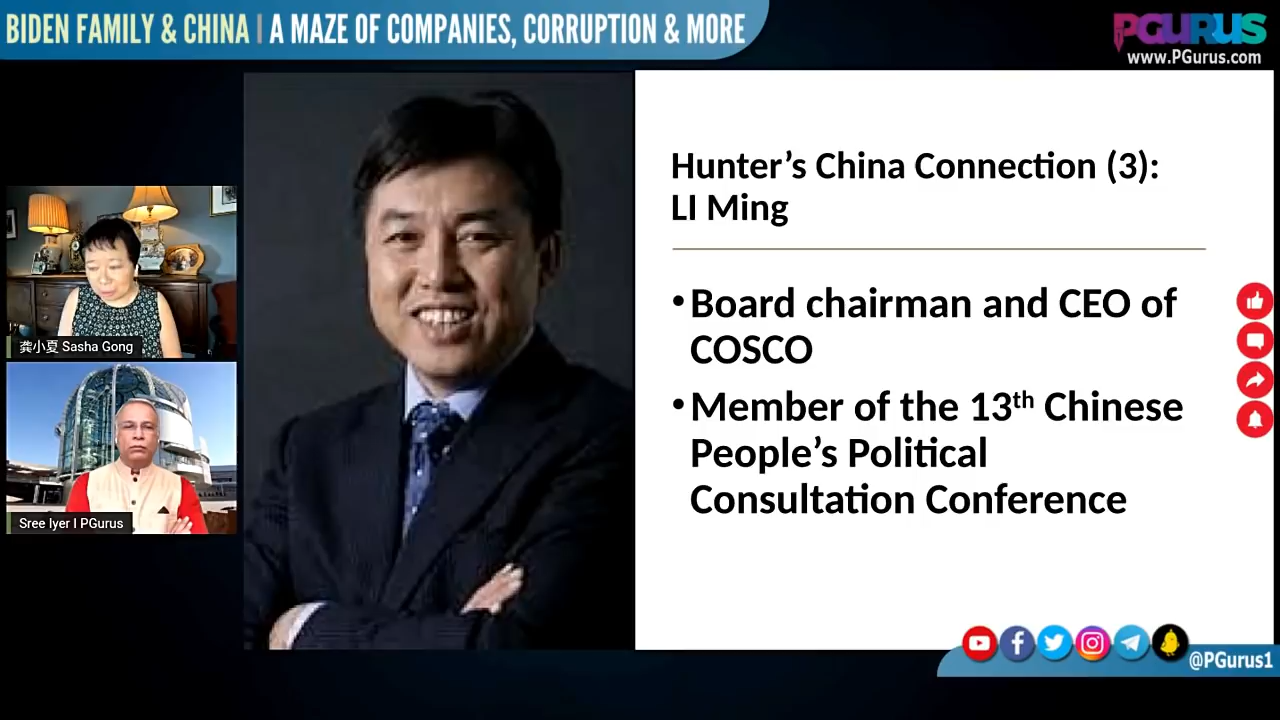 BIDEN FAMILY & CHINA | A MAZE OF COMPANIES, CORRUPTION & MORE
PGURUS
www.PGurus.com
Hunter’s China Connection (3):
LI Ming
•Board chairman and CEO of
COSCO
•Member of the 13th Chinese
People’s Political
Consultation Conference
龚小夏 Sasha Gong
Sree Iyer I PGurus
@PGurus1